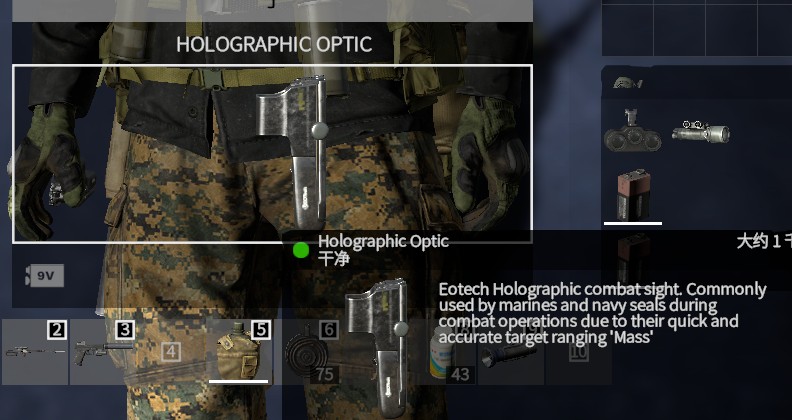 HOLOGRAPHIC OPTIC
Holographic Optic
干净
大约 1 千
9V
Eotech Holographic combat sight. Commonly
used by marines and navy seals during
combat operations due to their quick and
accurate target ranging 'Mass'
2
3
4
5
6
75
43
10